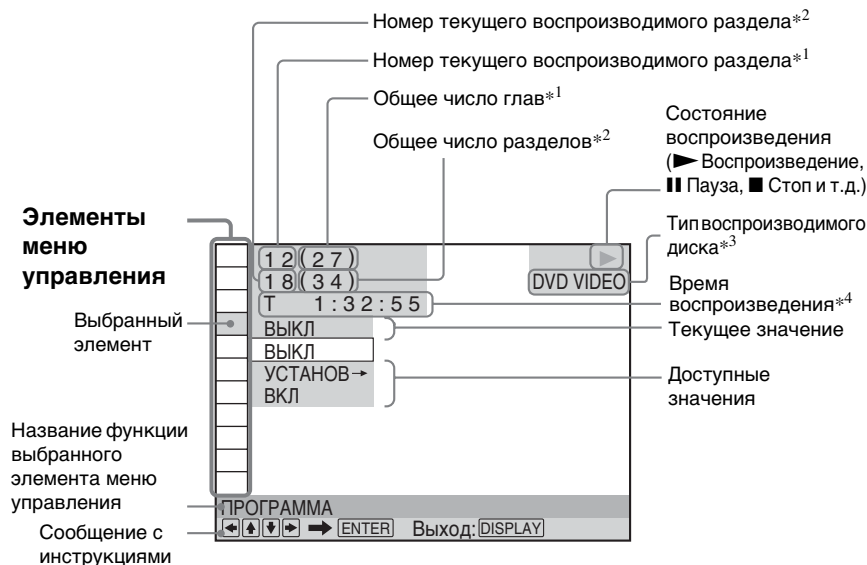 Номер текущего воспроизводимого раздела*2
Номер текущего воспроизводимого раздела*1
Общее число глав*1
Общее число разделов*2
Состояние
воспроизведения
(► Воспроизведение,
II Пауза, ■ Стоп и т.д.)
Тип воспроизводимого
диска*3
Время
воспроизведения*4
Текущее значение
Доступные
значения
Элементы
меню
управления
Выбранный
элемент
Название функции
выбранного
элемента меню
управления
Сообщение с
инструкциями
12(27)
18(34)
T 1:32:55
DVD VIDEO
ВЫКЛ
ВЫКЛ
УСТАНОВ→
ВКЛ
ПРОГРАММА
←↑↓→ ➡ ENTER Выход: DISPLAY